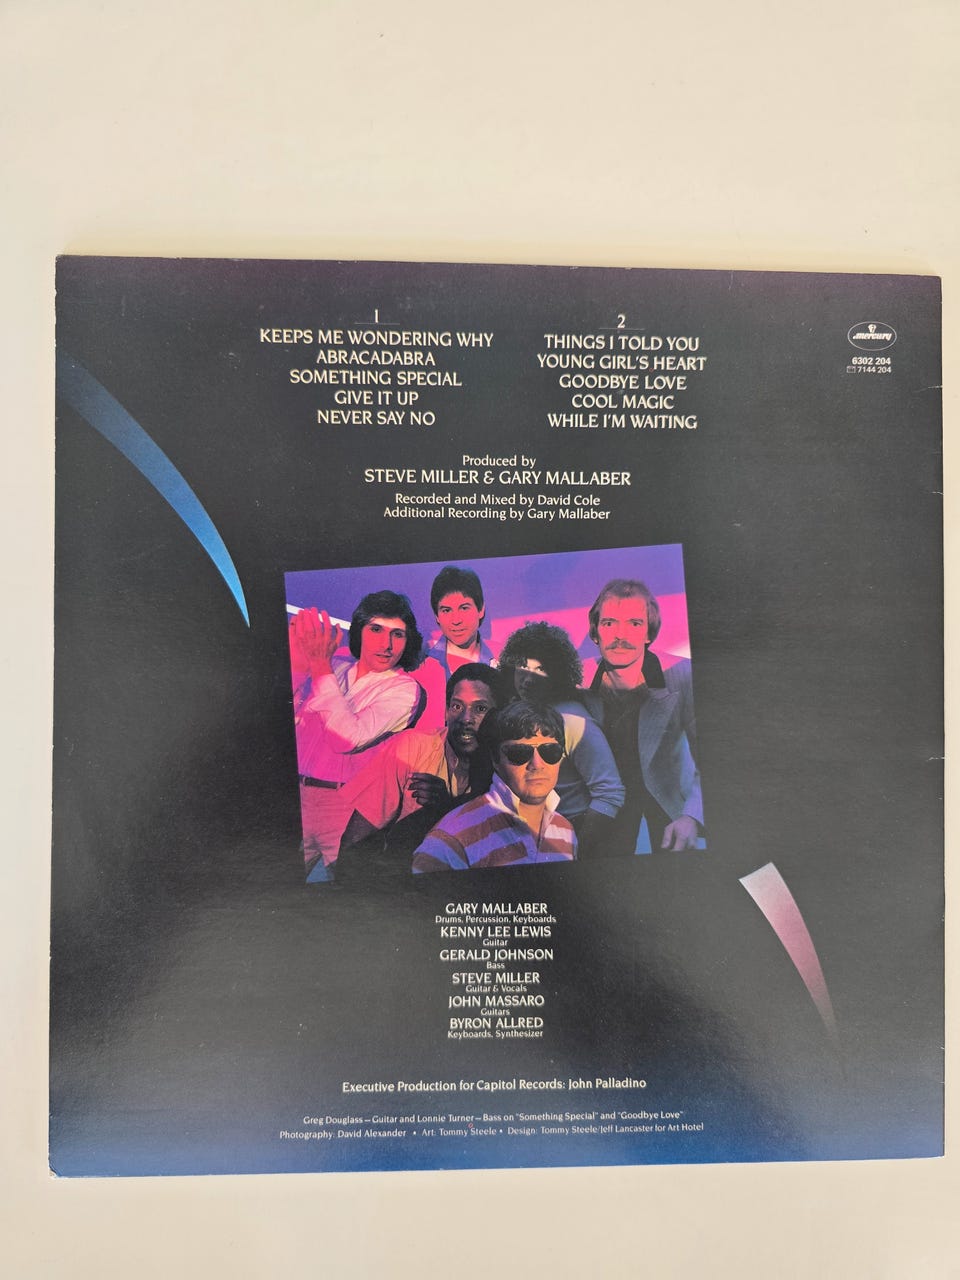 1
KEEPS ME WONDERING WHY
ABRACADABRA
SOMETHING SPECIAL
GIVE IT UP
NEVER SAY NO
2
THINGS I TOLD YOU
YOUNG GIRL'S HEART
GOODBYE LOVE
COOL MAGIC
WHILE I'M WAITING
mercury
6302 204
7144 204
Produced by
STEVE MILLER & GARY MALLABER
Recorded and Mixed by David Cole
Additional Recording by Gary Mallaber
GARY MALLABER
Drums, Percussion, Keyboards
KENNY LEE LEWIS
Guitar
GERALD JOHNSON
Bass
STEVE MILLER
Guitar & Vocals
JOHN MASSARO
Guitars
BYRON ALLRED
Keyboards, Synthesizer
Executive Production for Capitol Records: John Palladino
Greg Douglass – Guitar and Lonnie Turner – Bass on "Something Special" and "Goodbye Love"
Photography: David Alexander • Art: Tommy Steele • Design: Tommy Steele/Jeff Lancaster for Art Hotel